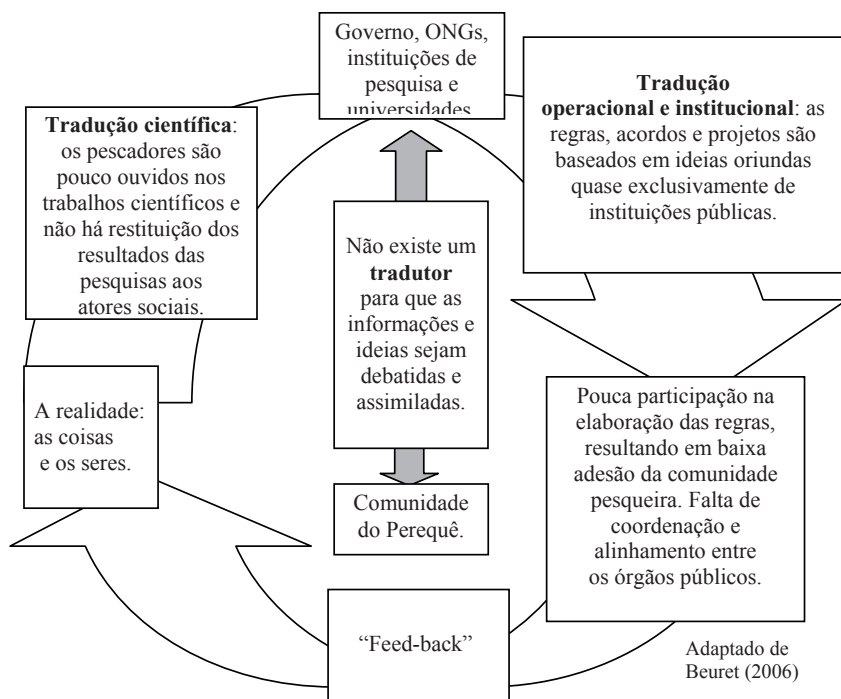 Governo, ONGs,
instituições de
pesquisa e
universidades.
Tradução
operacional e institucional: as
regras, acordos e projetos são
baseados em ideias oriundas
quase exclusivamente de
instituições públicas.
Tradução científica:
os pescadores são
pouco ouvidos nos
trabalhos científicos e
não há restituição dos
resultados das
pesquisas aos
atores sociais.
Não existe um
tradutor
para que as
informações e
ideias sejam
debatidas e
assimiladas.
A realidade:
as coisas
e os seres.
Pouca participação na
elaboração das regras,
resultando em baixa
adesão da comunidade
pesqueira. Falta de
coordenação e
alinhamento entre
os órgãos públicos.
Comunidade
do Perequê.
“Feed-back”
Adaptado de
Beuret (2006)